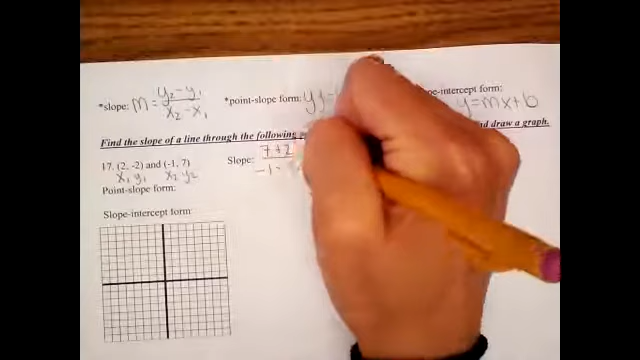 *slope: m = y₂ - y₁ / x₂ - x₁ *point-slope form: y slope-intercept form: y = mx + b
Find the slope of a line through the following and draw a graph.
17. (2, -2) and (-1, 7) Slope: 7+2
x₁ y₁ x₂ y₂ -1-
Point-slope form:
Slope-intercept form: